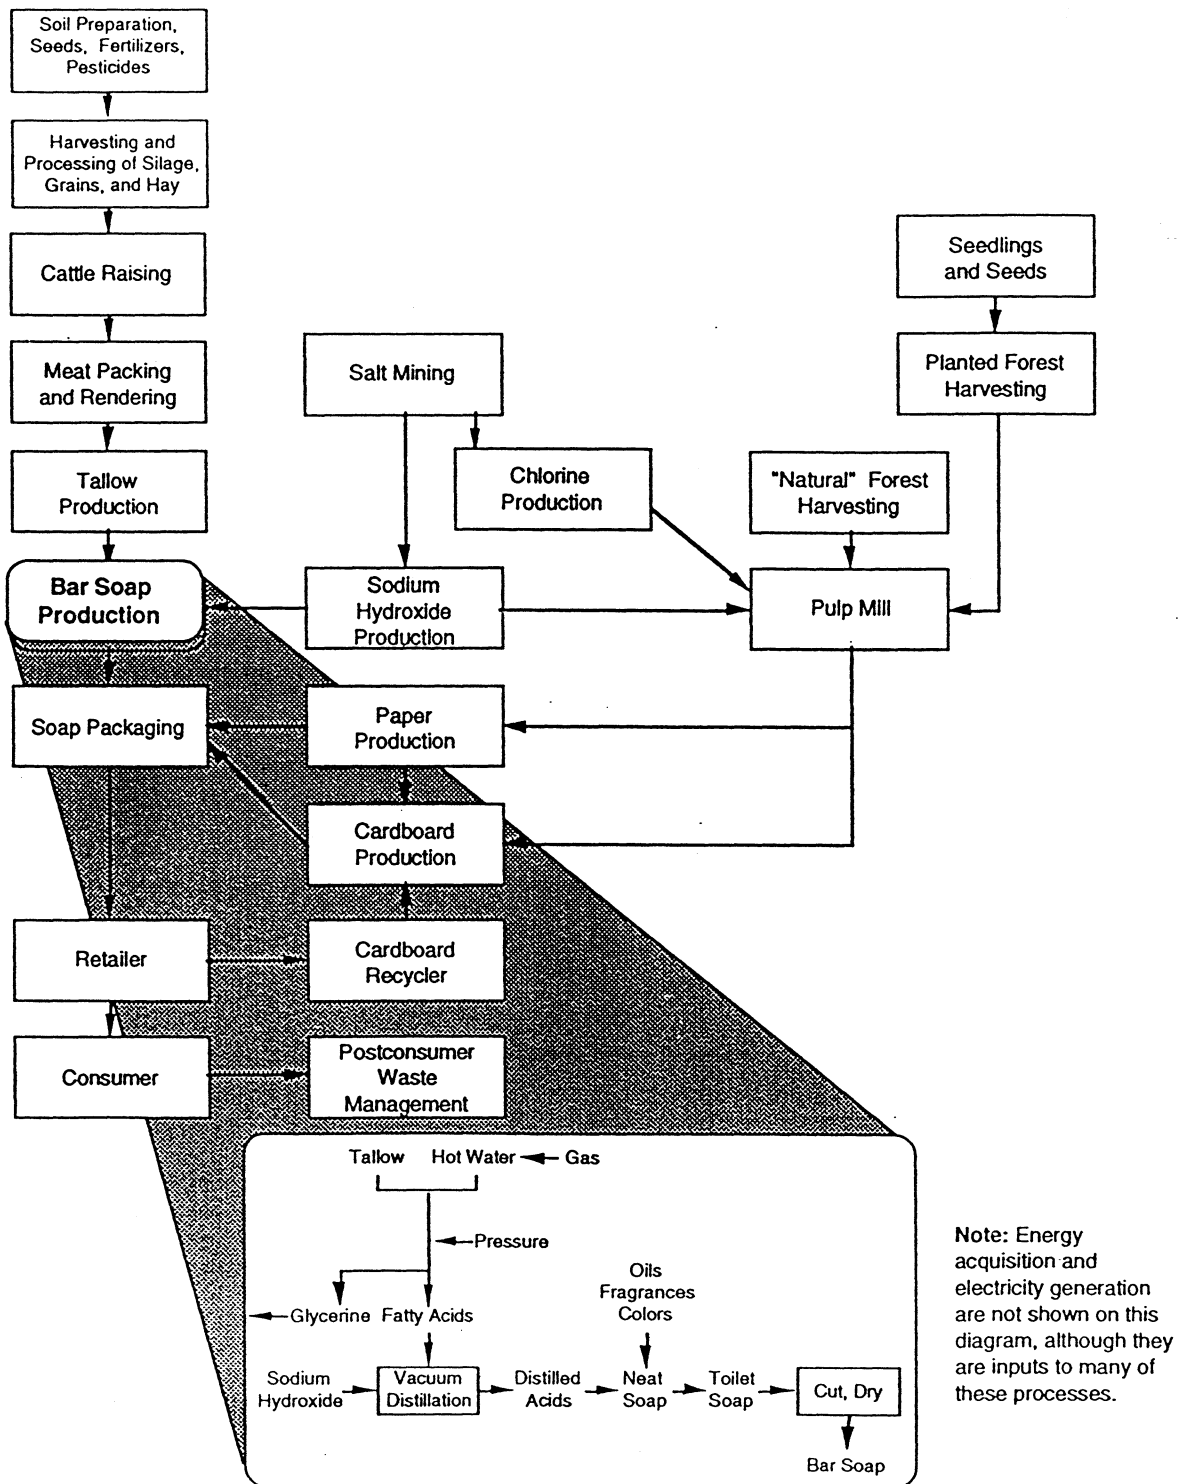 Soil Preparation,
Seeds, Fertilizers,
Pesticides
Harvesting and
Processing of Silage,
Grains, and Hay
Cattle Raising
Meat Packing
and Rendering
Tallow
Production
Bar Soap
Production
Soap Packaging
Retailer
Consumer
Salt Mining
Chlorine
Production
Sodium
Hydroxide
Production
Paper
Production
Cardboard
Production
Cardboard
Recycler
Postconsumer
Waste
Management
Seedlings
and Seeds
Planted Forest
Harvesting
"Natural" Forest
Harvesting
Pulp Mill
Tallow Hot Water Gas
Pressure
Glycerine Fatty Acids
Oils
Fragrances
Colors
Sodium
Hydroxide
Vacuum
Distillation
Distilled
Acids
Neat
Soap
Toilet
Soap
Cut, Dry
Bar Soap
Note: Energy
acquisition and
electricity generation
are not shown on this
diagram, although they
are inputs to many of
these processes.